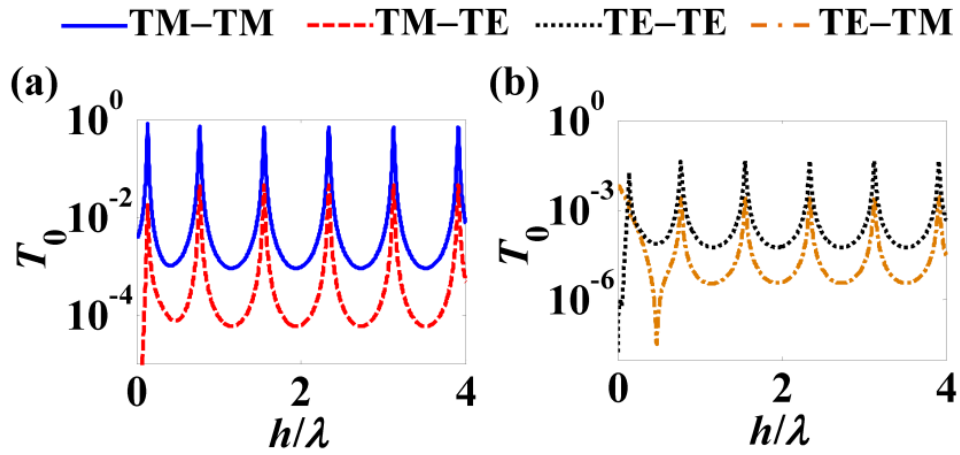 TM–TM TM–TE TE–TE TE–TM
(a) (b)
10^0
10^-2
10^-4
T_0
0 2 4
h/λ
10^0
10^-3
10^-6
T_0
0 2 4
h/λ